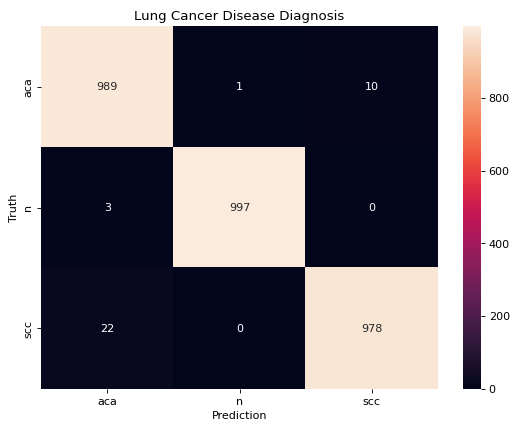 Lung Cancer Disease Diagnosis
aca
989
1
10
800
600
Truth
n
3
997
0
400
scc
22
0
978
200
0
aca
n
scc
Prediction